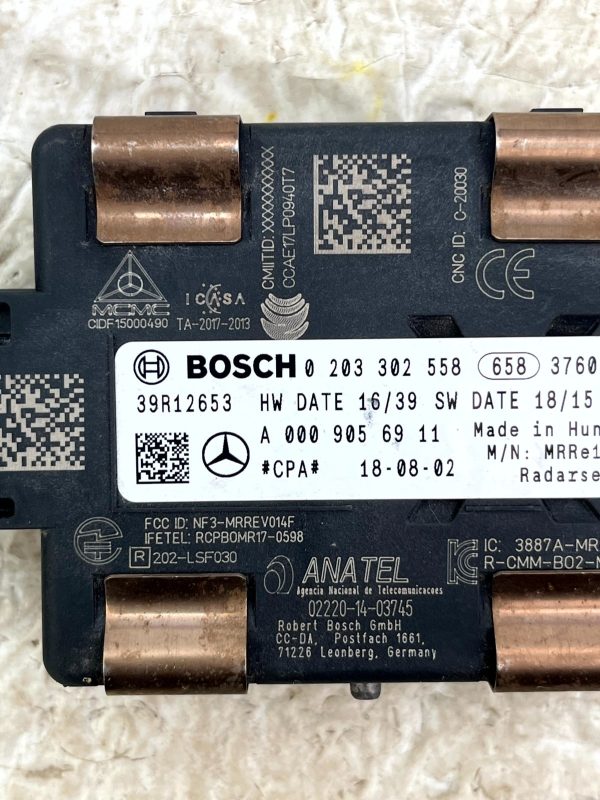 CMIITID:XXXXXXXXXX
CCAE17LP0940T7
CNC ID: C-20030
CE
MCMC
CIDF15000490
ICASA
TA-2017-2013
BOSCH 0 203 302 558 658 3760
39R12653 HW DATE 16/39 SW DATE 18/15
A 000 905 69 11 Made in Hun
M/N: MRRe1
#CPA# 18-08-02 Radarse
FCC ID: NF3-MRREV014F
IFETEL: RCPBOMR17-0598
R 202-LSF030
ANATEL
Agencia Nacional de Telecomunicacoes
02220-14-03745
Robert Bosch GmbH
CC-DA, Postfach 1661,
71226 Leonberg, Germany
IC: 3887A-MR
R-CMM-BO2-